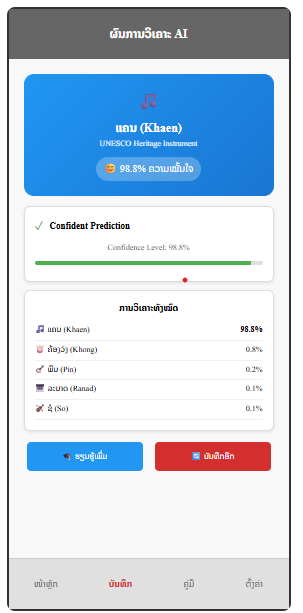 ຜົນການວິເຄາະ AI
ແຄນ (Khaen)
UNESCO Heritage Instrument
98.8% ຄວາມໝັ້ນໃຈ
Confident Prediction
Confidence Level: 98.8%
ການວິເຄາະທັງໝົດ
ແຄນ (Khaen) 98.8%
ຄ້ອງວົງ (Khong) 0.8%
ພິນ (Pin) 0.2%
ລະນາດ (Ranad) 0.1%
ຊໍ (So) 0.1%
ຮຽນຮູ້ເພີ່ມ
ບັນທຶກອີກ
ໜ້າຫຼັກ
ບັນທຶກ
ຄູ່ມື
ຕັ້ງຄ່າ